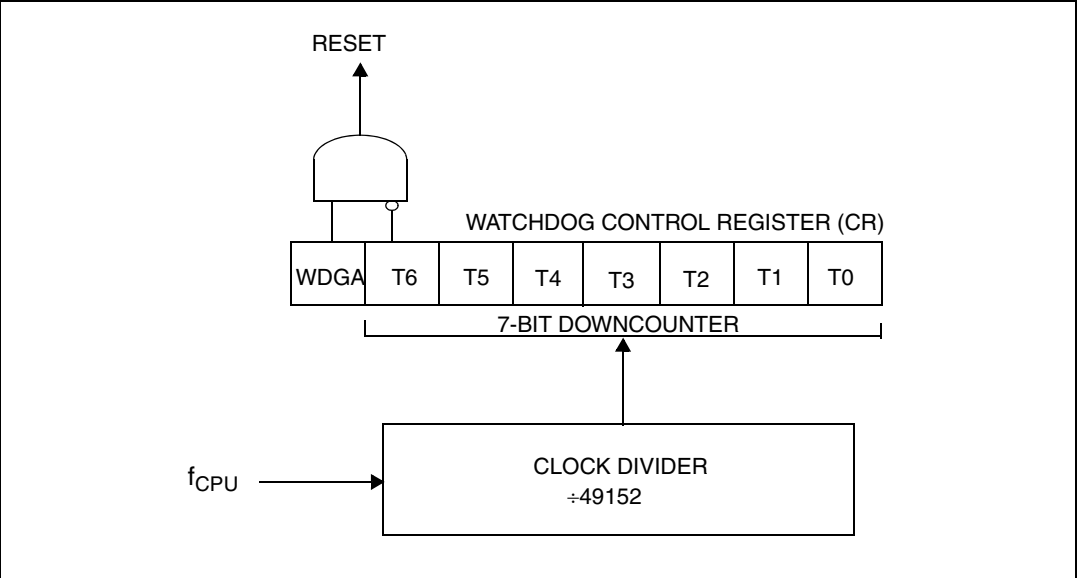 RESET
WATCHDOG CONTROL REGISTER (CR)
WDGA T6 T5 T4 T3 T2 T1 T0
7-BIT DOWNCOUNTER
fCPU
CLOCK DIVIDER
÷49152